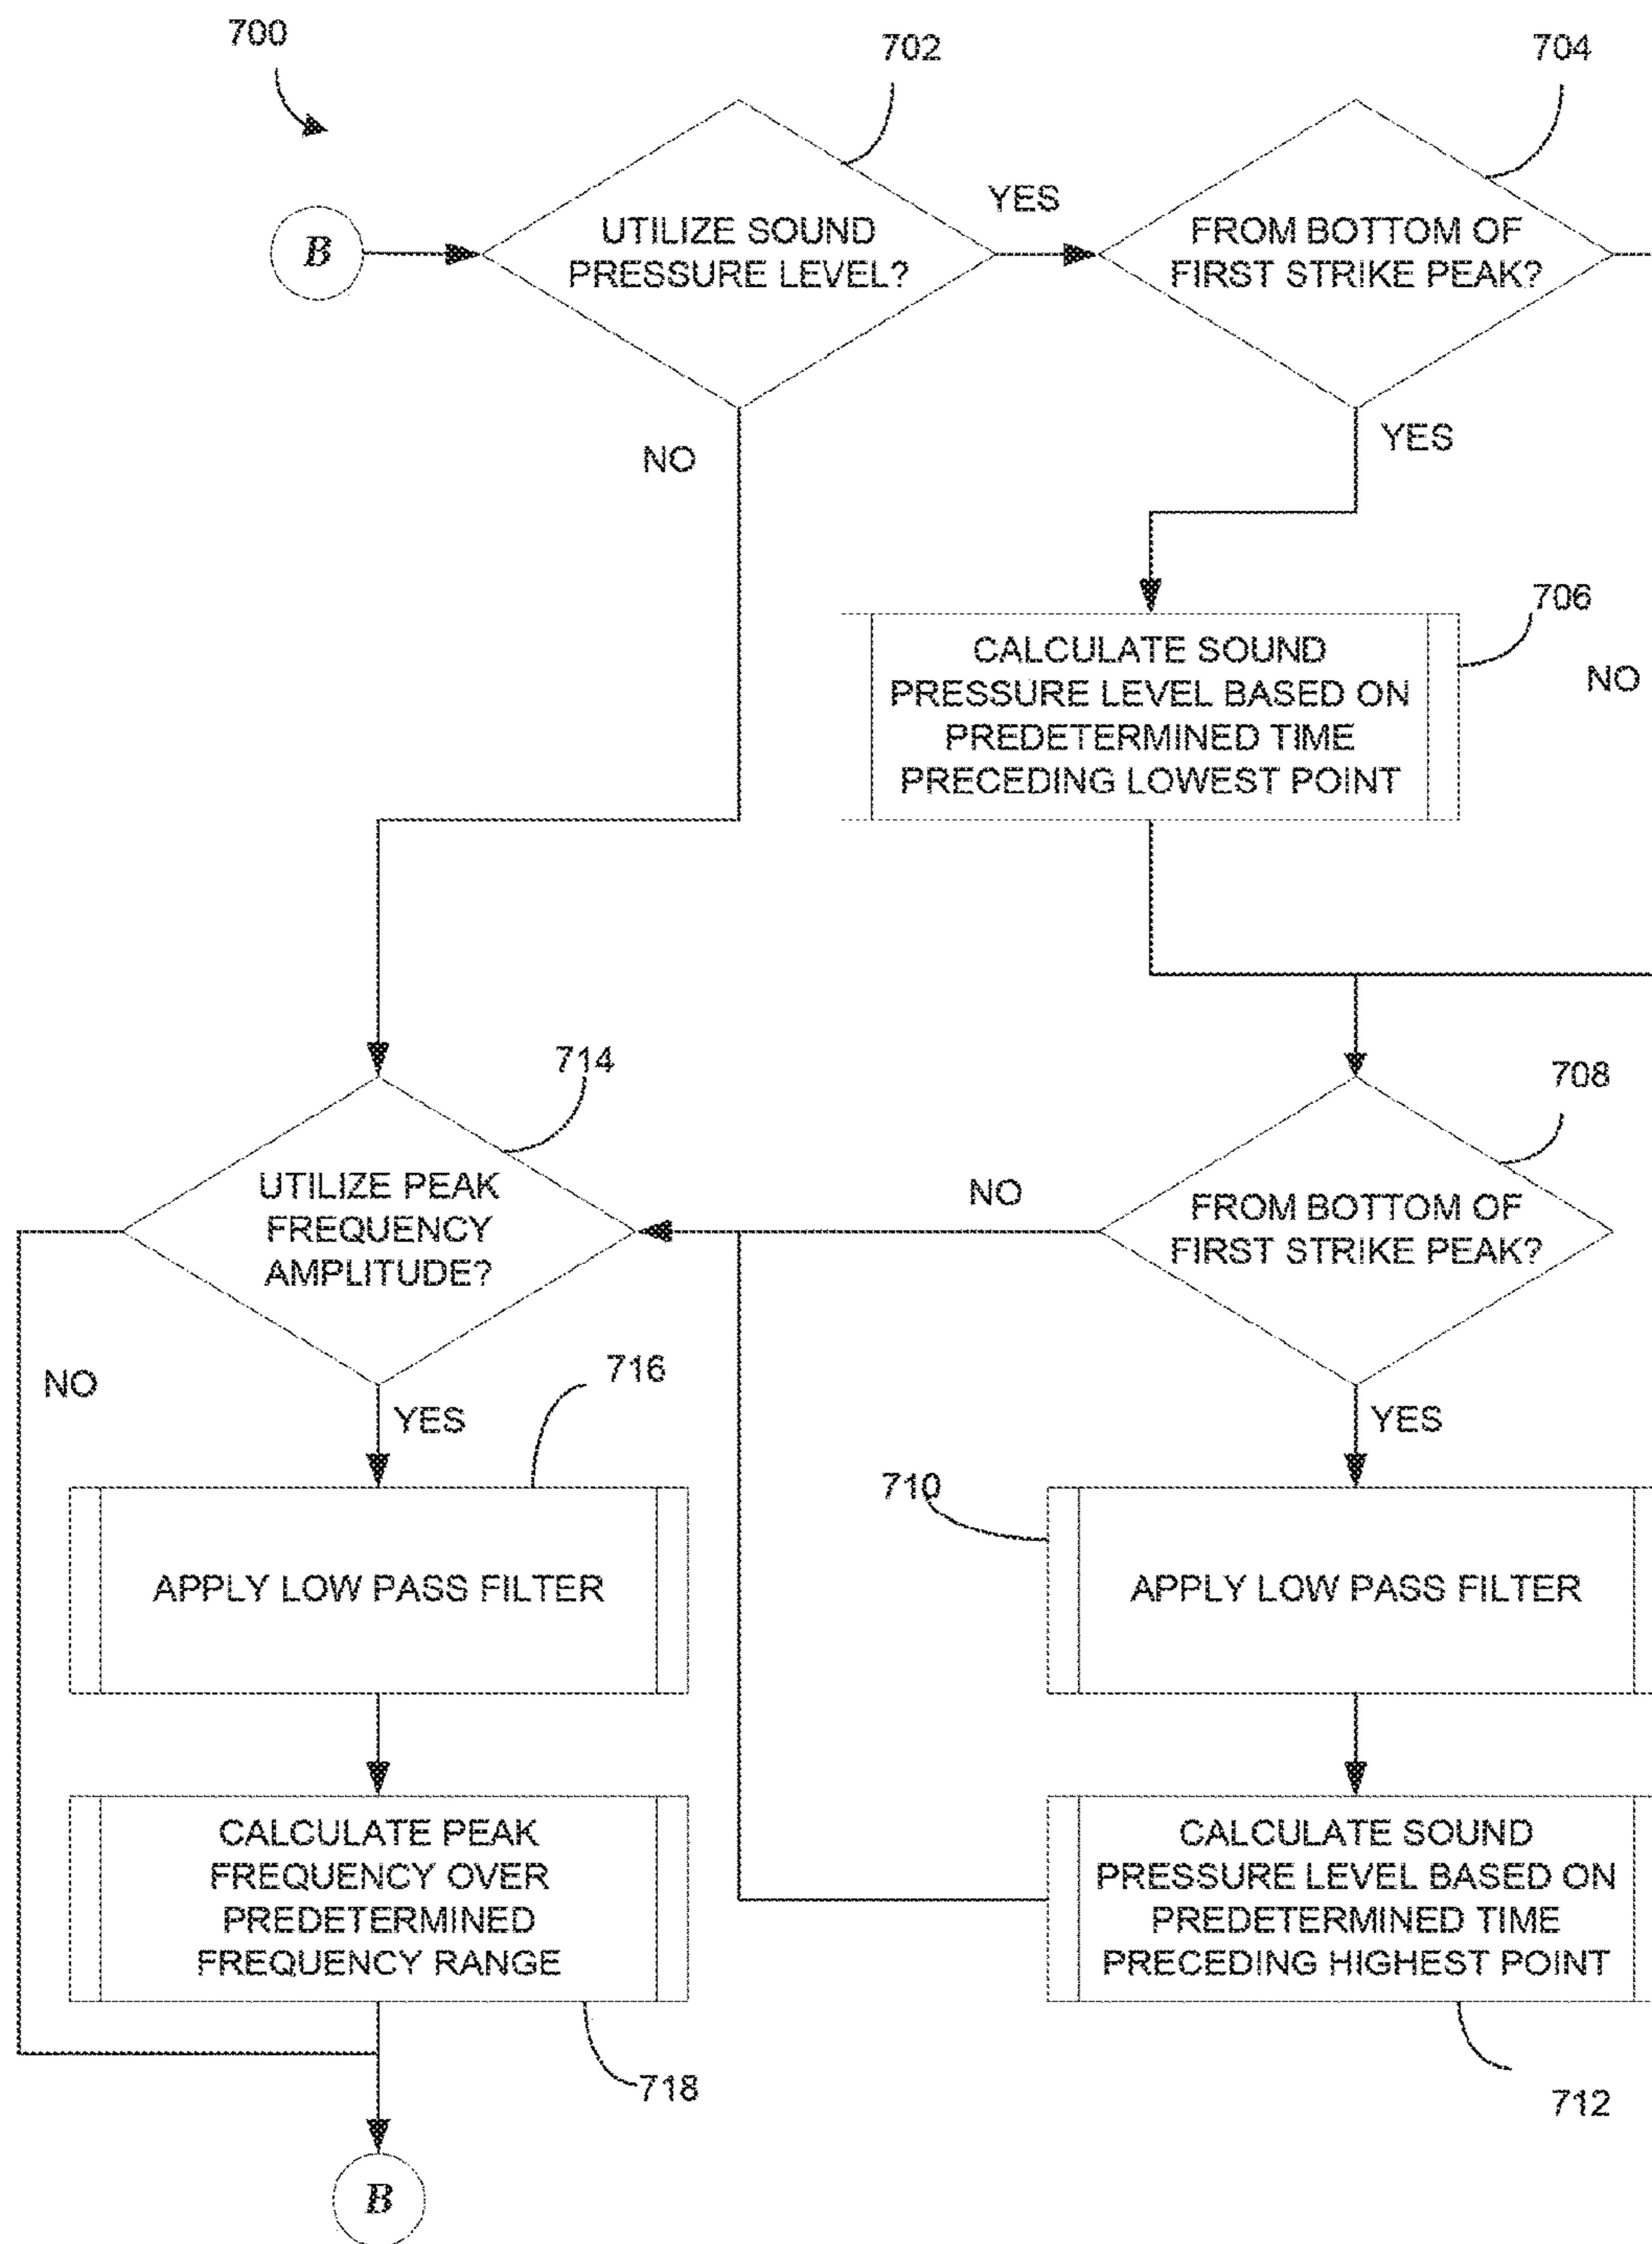 700
702
704
B
UTILIZE SOUND
PRESSURE LEVEL?
YES
FROM BOTTOM OF
FIRST STRIKE PEAK?
NO
YES
706
CALCULATE SOUND
PRESSURE LEVEL BASED ON
PREDETERMINED TIME
PRECEDING LOWEST POINT
NO
714
708
UTILIZE PEAK
FREQUENCY
AMPLITUDE?
NO
FROM BOTTOM OF
FIRST STRIKE PEAK?
NO
YES
716
YES
710
APPLY LOW PASS FILTER
APPLY LOW PASS FILTER
CALCULATE PEAK
FREQUENCY OVER
PREDETERMINED
FREQUENCY RANGE
CALCULATE SOUND
PRESSURE LEVEL BASED ON
PREDETERMINED TIME
PRECEDING HIGHEST POINT
718
712
B